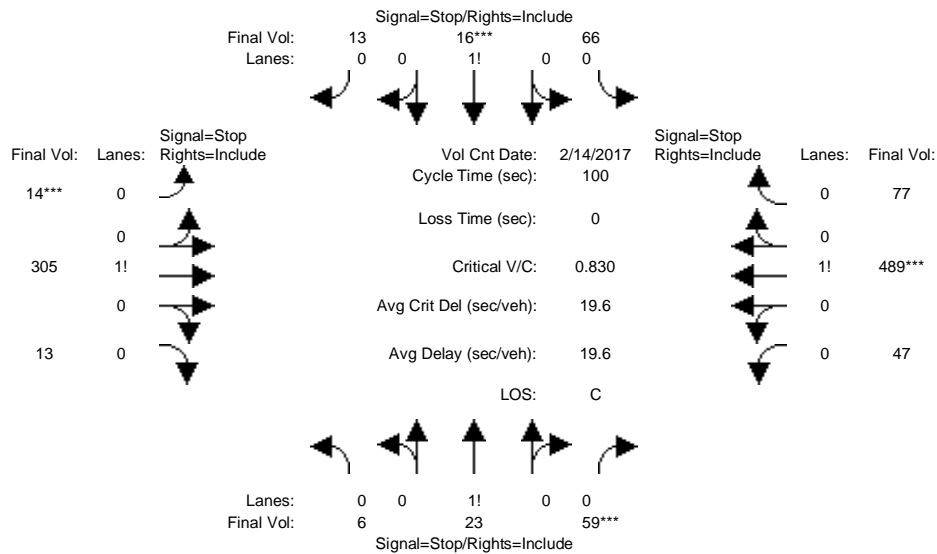 Signal=Stop/Rights=Include
Final Vol: 13 16*** 66
Lanes: 0 0 1! 0 0
Signal=Stop Signal=Stop
Final Vol: Lanes: Rights=Include Vol Cnt Date: 2/14/2017 Rights=Include Lanes: Final Vol:
Cycle Time (sec): 100
14*** 0 0 77
Loss Time (sec): 0
0 0
305 1! Critical V/C: 0.830 1! 489***
0 Avg Crit Del (sec/veh): 19.6 0
13 0 Avg Delay (sec/veh): 19.6 0 47
LOS: C
Lanes: 0 0 1! 0 0
Final Vol: 6 23 59***
Signal=Stop/Rights=Include